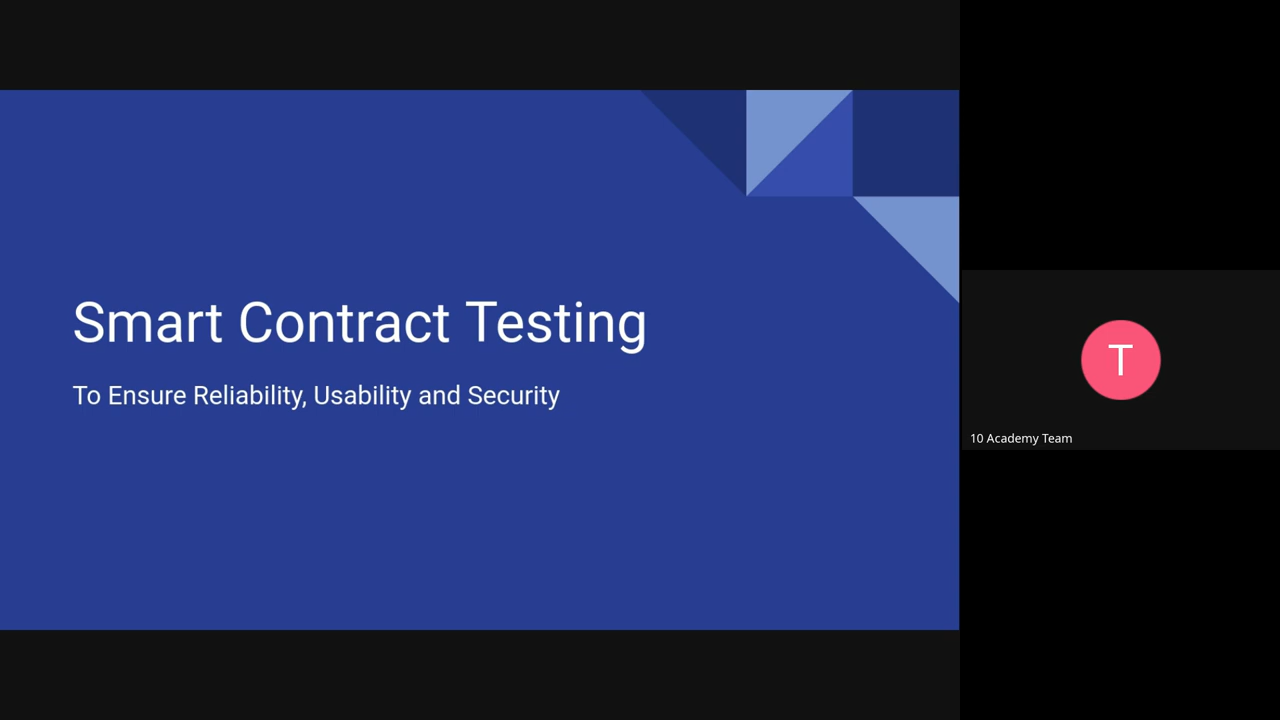 Smart Contract Testing
To Ensure Reliability, Usability and Security
T
10 Academy Team